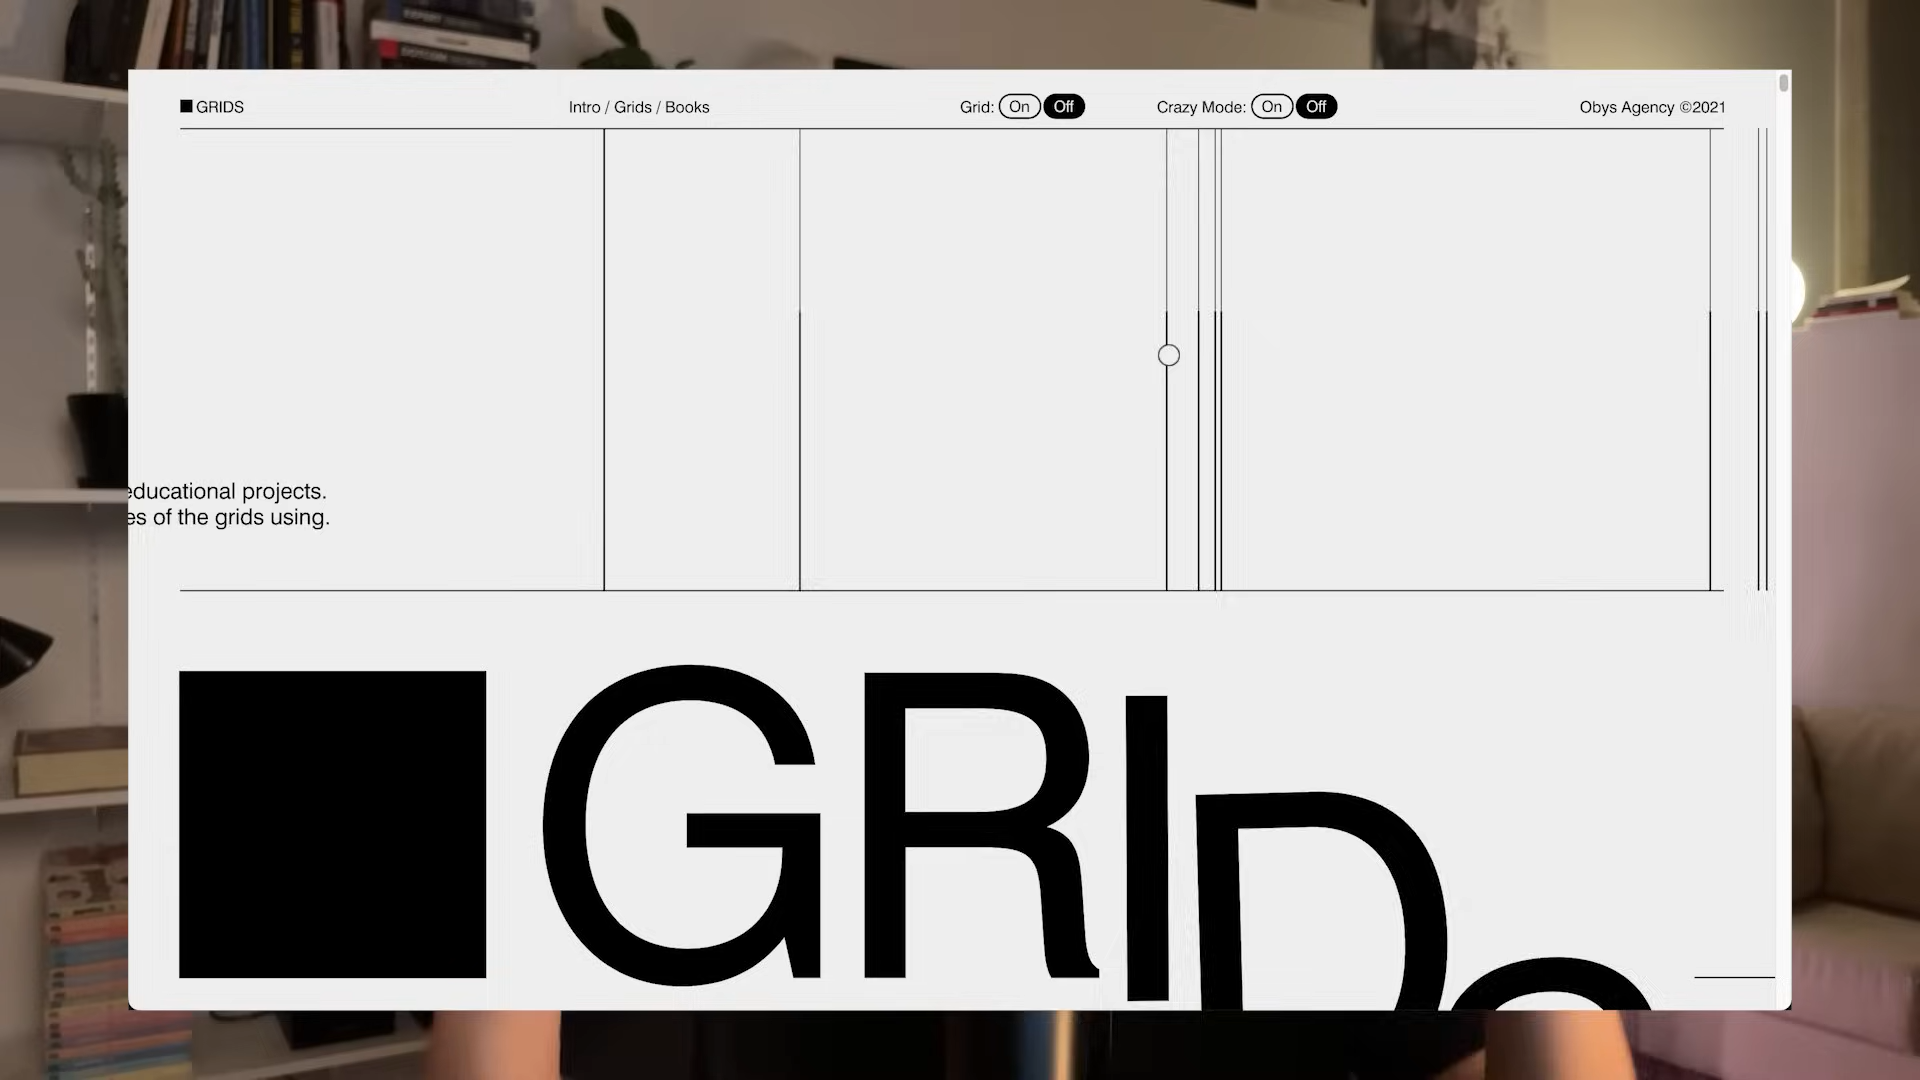 GRIDS
Intro / Grids / Books
Grid: On Off
Crazy Mode: On Off
Obys Agency ©2021
educational projects.
es of the grids using.
GRIDS